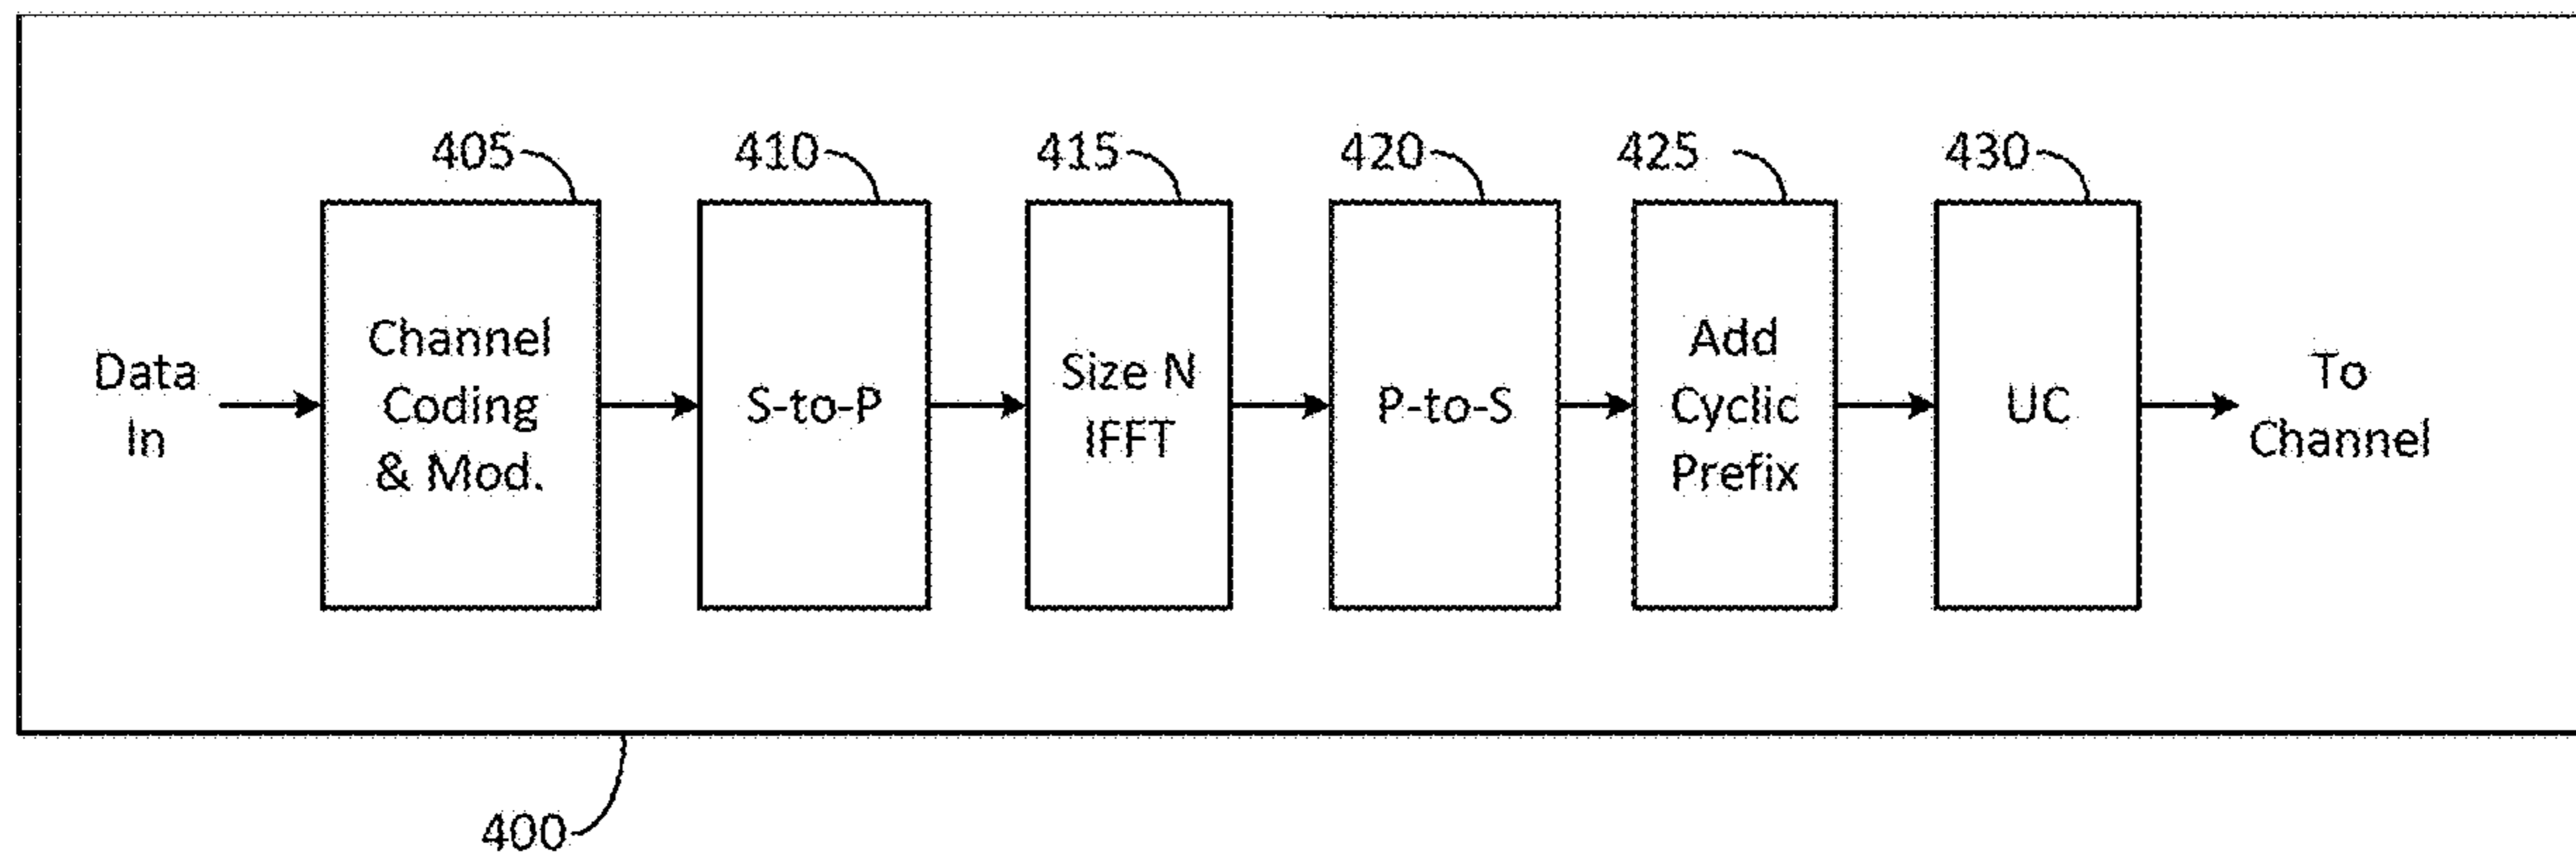 405
410
415
420
425
430
Data
In
Channel
Coding
& Mod.
S-to-P
Size N
IFFT
P-to-S
Add
Cyclic
Prefix
UC
To
Channel
400